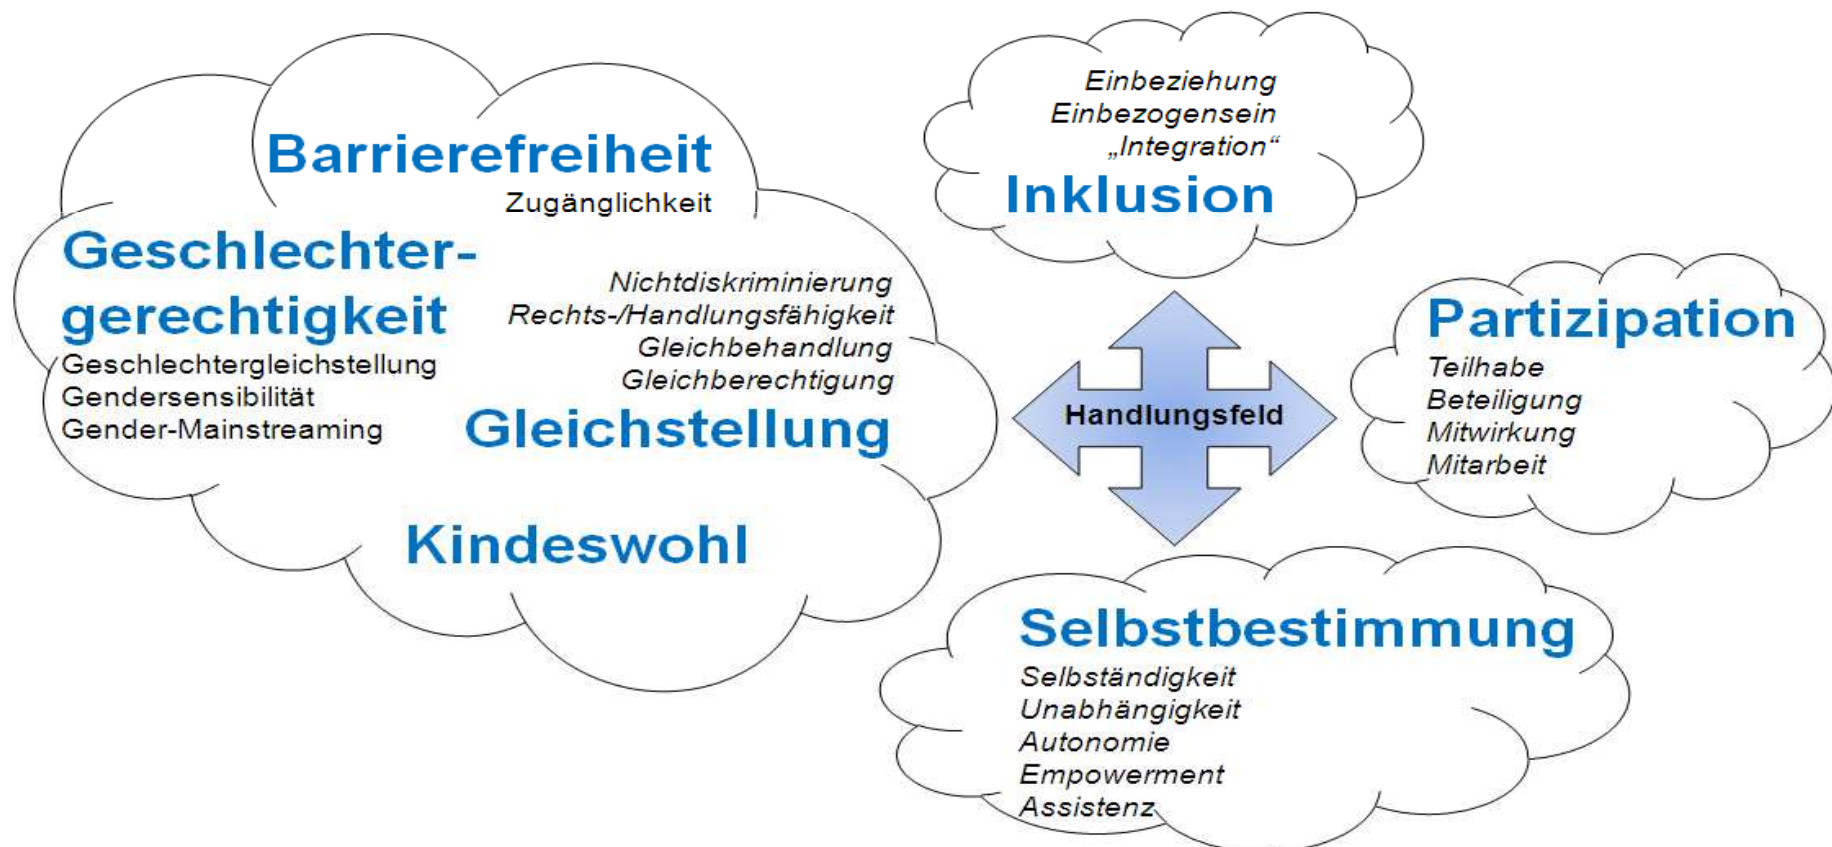 Barrierefreiheit
Zugänglichkeit
Geschlechter-
gerechtigkeit
Geschlechtergleichstellung
Gendersensibilität
Gender-Mainstreaming
Nichtdiskriminierung
Rechts-/Handlungsfähigkeit
Gleichbehandlung
Gleichberechtigung
Gleichstellung
Kindeswohl
Einbeziehung
Einbezogensein
„Integration“
Inklusion
Handlungsfeld
Partizipation
Teilhabe
Beteiligung
Mitwirkung
Mitarbeit
Selbstbestimmung
Selbständigkeit
Unabhängigkeit
Autonomie
Empowerment
Assistenz